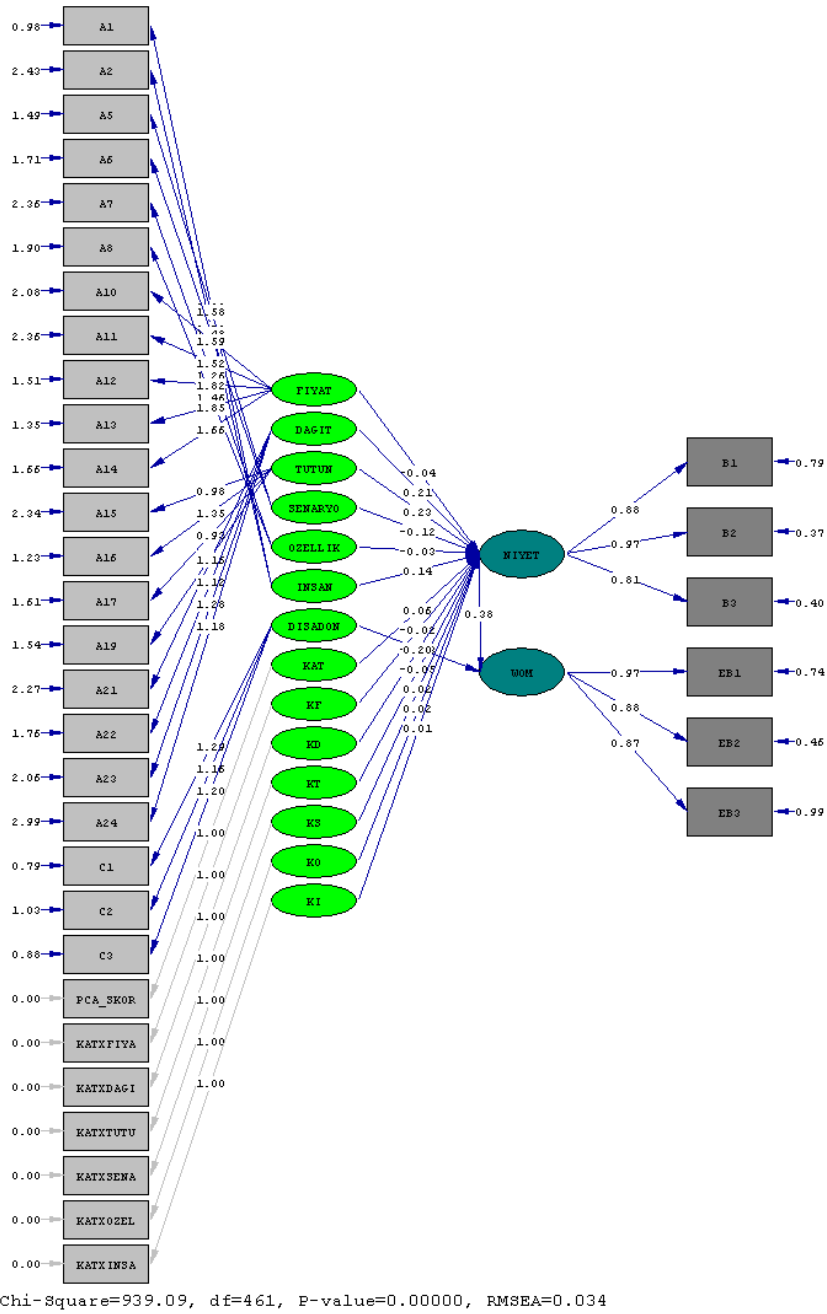 0.98 A1
2.43 A2
1.49 A5
1.71 A6
2.36 A7
1.90 A8
2.08 A10
2.36 A11
1.51 A12
1.35 A13
1.66 A14
2.34 A15
1.23 A16
1.61 A17
1.54 A19
2.27 A21
1.76 A22
2.06 A23
2.99 A24
0.79 C1
1.03 C2
0.88 C3
0.00 PCA_SKOR
0.00 KATXFIYA
0.00 KATXDAGI
0.00 KATXTUTU
0.00 KATXSENA
0.00 KATXOZEL
0.00 KATXINSA
1.58
1.59
1.52
1.82
1.85
1.66
0.98
1.35
0.93
1.16
1.12
1.28
1.18
1.29
1.16
1.20
1.00
1.00
1.00
1.00
1.00
1.00
1.00
FIYAT
DAGIT
TUTUN
SENARYO
OZELLIK
INSAN
DISADON
KAT
KF
KD
KT
KS
KO
KI
-0.04
0.21
0.23
-0.12
-0.03
0.14
0.06
-0.02
-0.20
-0.05
0.02
0.02
0.01
NIYET
0.38
WOM
0.88
0.97
0.81
0.97
0.88
0.87
B1 0.79
B2 0.37
B3 0.40
EB1 0.74
EB2 0.46
EB3 0.99
Chi-Square=939.09, df=461, P-value=0.00000, RMSEA=0.034